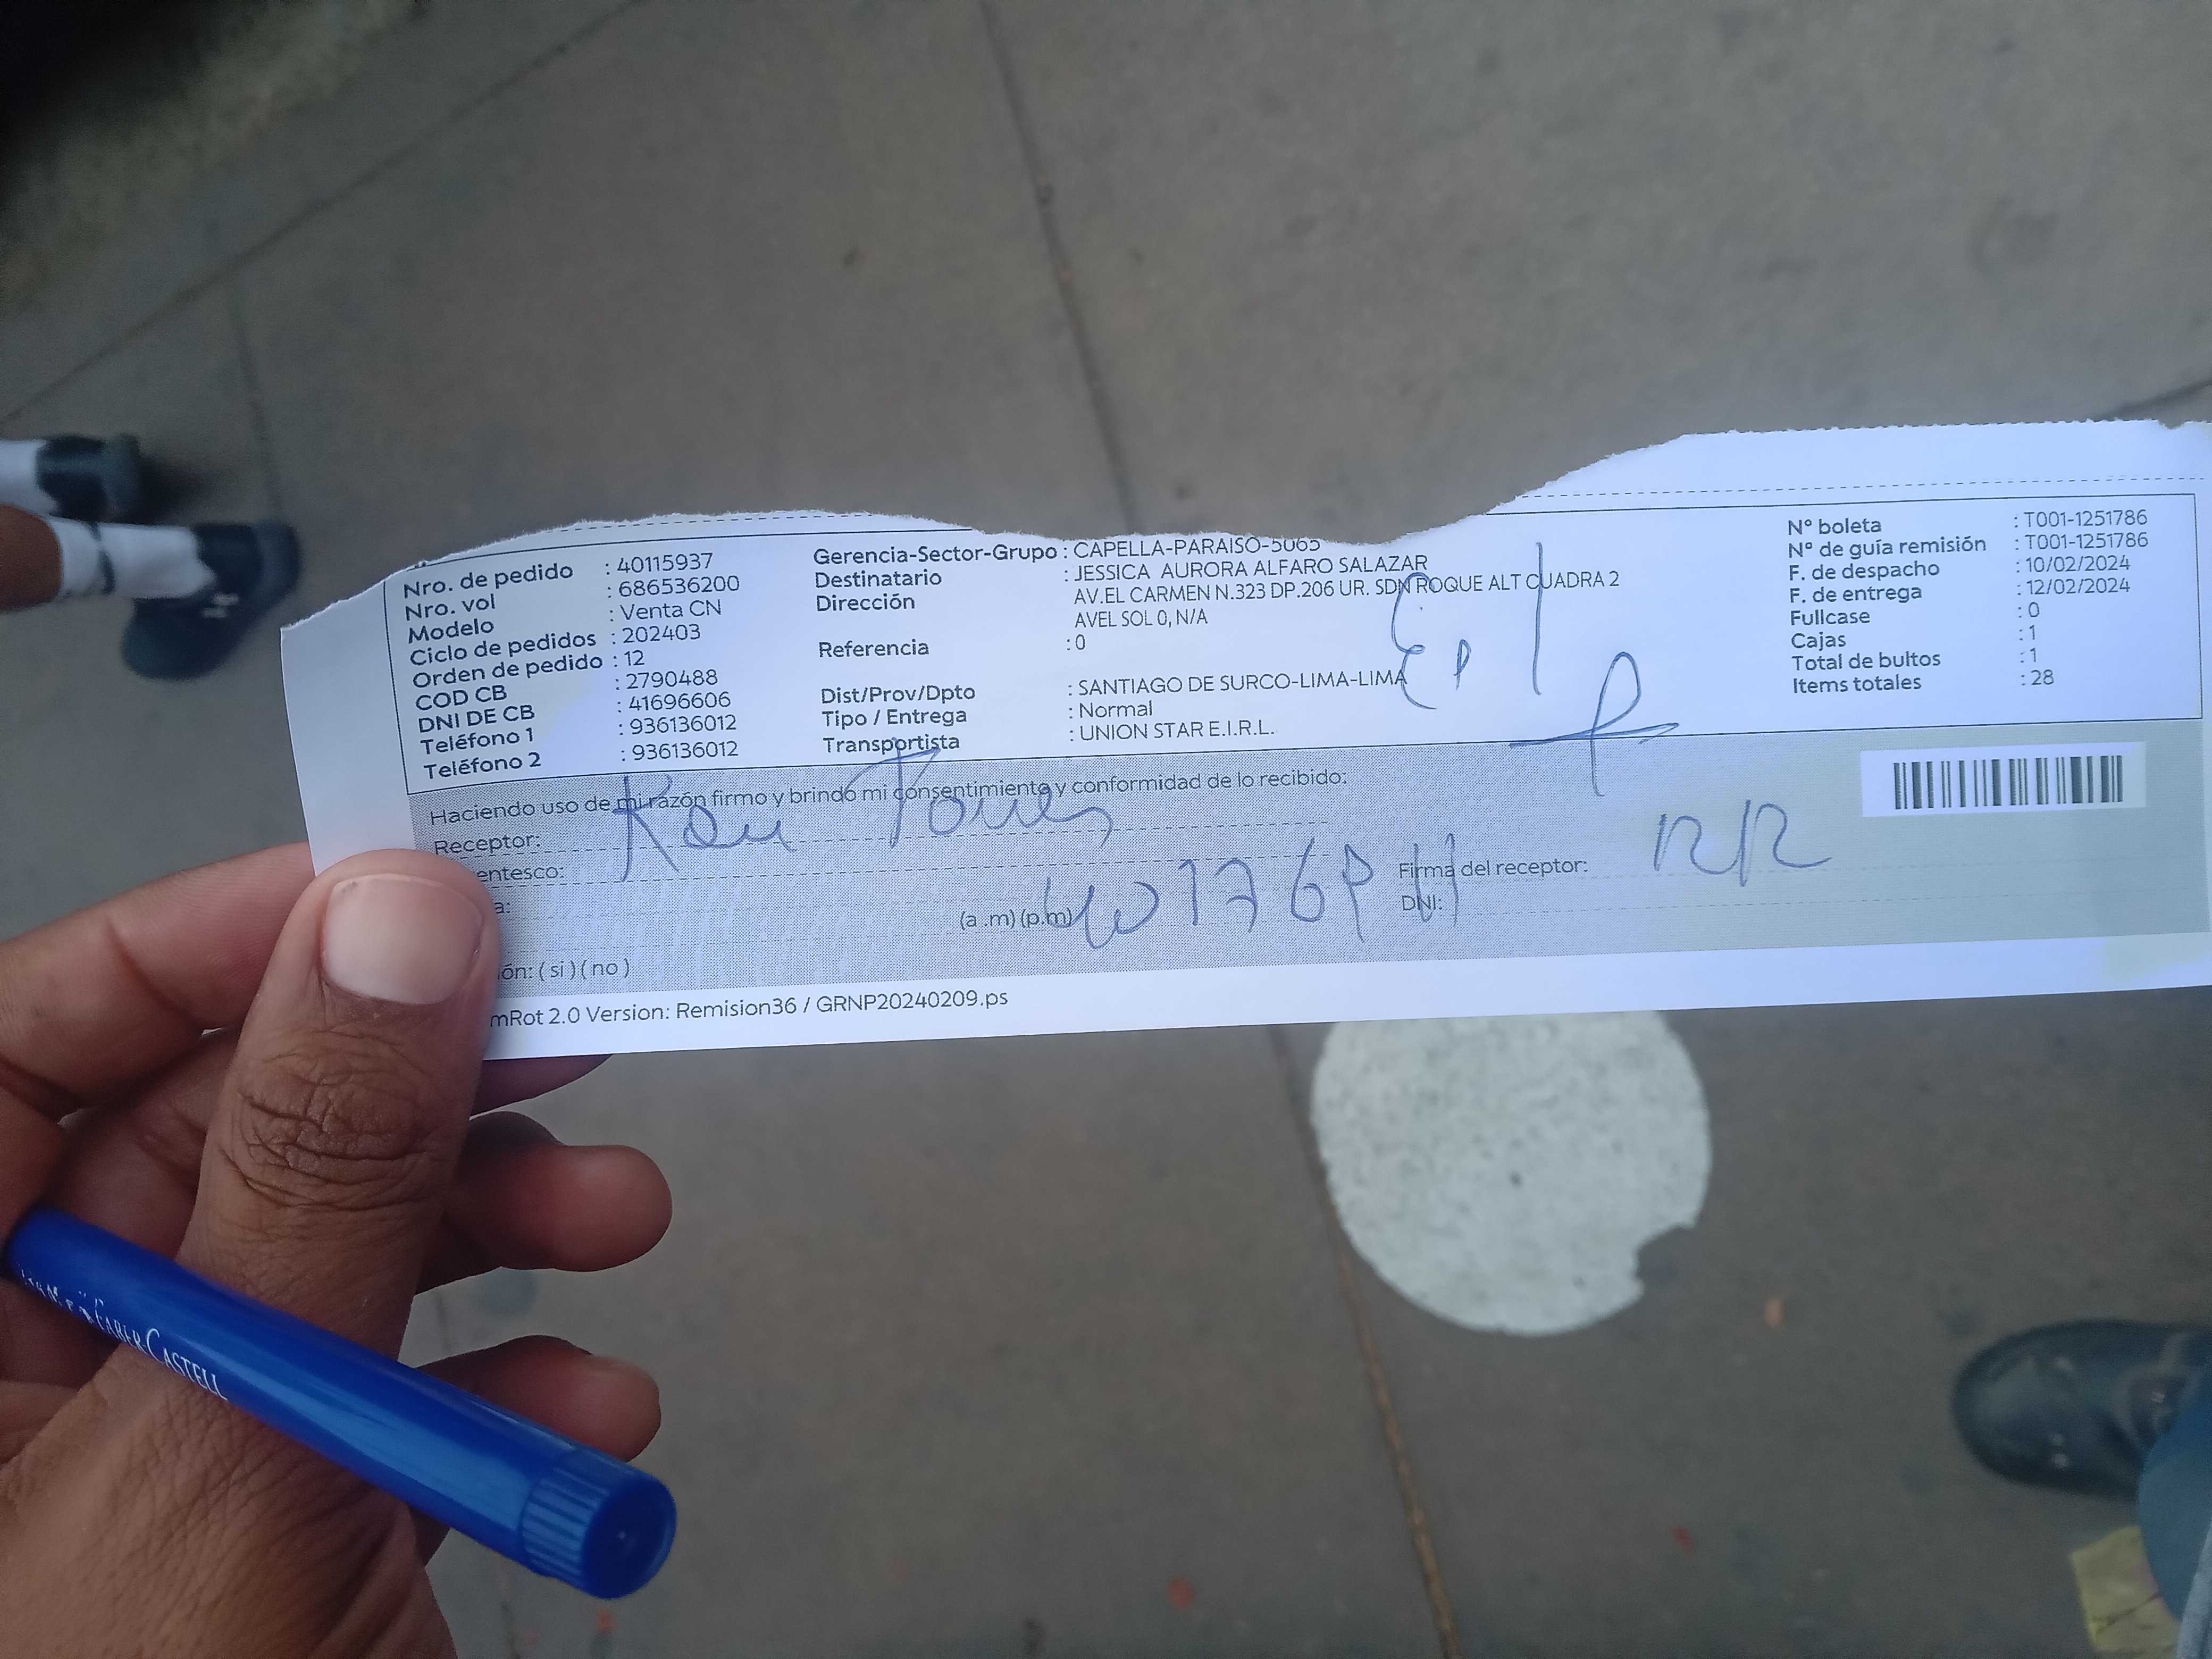 Nro. de pedido : 40115937
Nro. vol : 686536200
Modelo : Venta CN
Ciclo de pedidos : 202403
Orden de pedido : 12
COD CB : 2790488
DNI DE CB : 41696606
Teléfono 1 : 936136012
Teléfono 2 : 936136012
Gerencia-Sector-Grupo : CAPELLA-PARAISO-5065
Destinatario : JESSICA AURORA ALFARO SALAZAR
Dirección : AV.EL CARMEN N.323 DP.206 UR. SDN ROQUE ALT CUADRA 2
AVEL SOL 0, N/A
Referencia : 0
Dist/Prov/Dpto : SANTIAGO DE SURCO-LIMA-LIMA
Tipo / Entrega : Normal
Transportista : UNION STAR E.I.R.L.
Nº boleta : T001-1251786
Nº de guía remisión : T001-1251786
F. de despacho : 10/02/2024
F. de entrega : 12/02/2024
Fullcase : 0
Cajas : 1
Total de bultos : 1
Items totales : 28
Haciendo uso de mi razón firmo y brindo mi consentimiento y conformidad de lo recibido:
Receptor:
entesco:
a:
(a .m) (p.m)
Firma del receptor:
DNI:
ón: ( si ) ( no )
mRot 2.0 Version: Remision36 / GRNP20240209.ps
FABER CASTELL